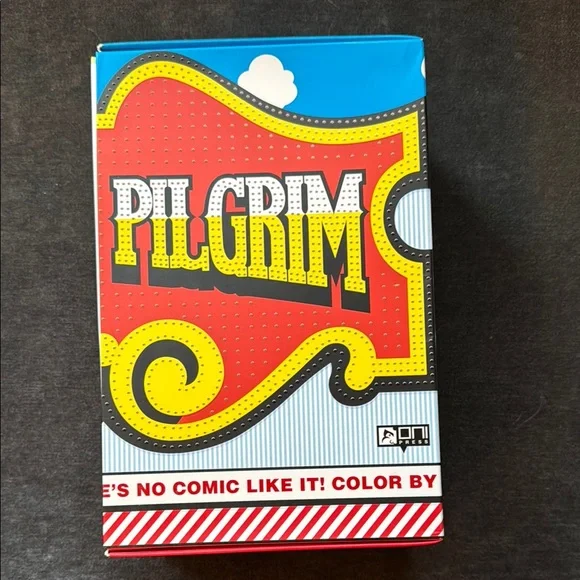 PILGRIM
ONI
PRESS
E'S NO COMIC LIKE IT! COLOR BY